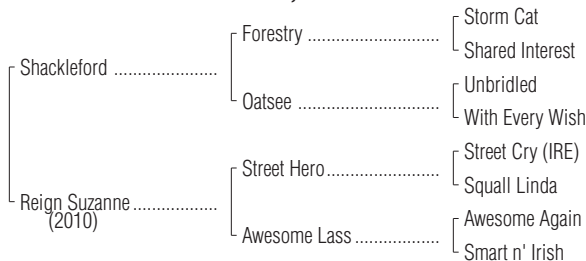 Storm Cat
Forestry ........................
Shared Interest
Shackleford ...................
Unbridled
Oatsee ..........................
With Every Wish
Street Cry (IRE)
Street Hero....................
Squall Linda
Reign Suzanne ...............
(2010)
Awesome Again
Awesome Lass ...............
Smart n' Irish